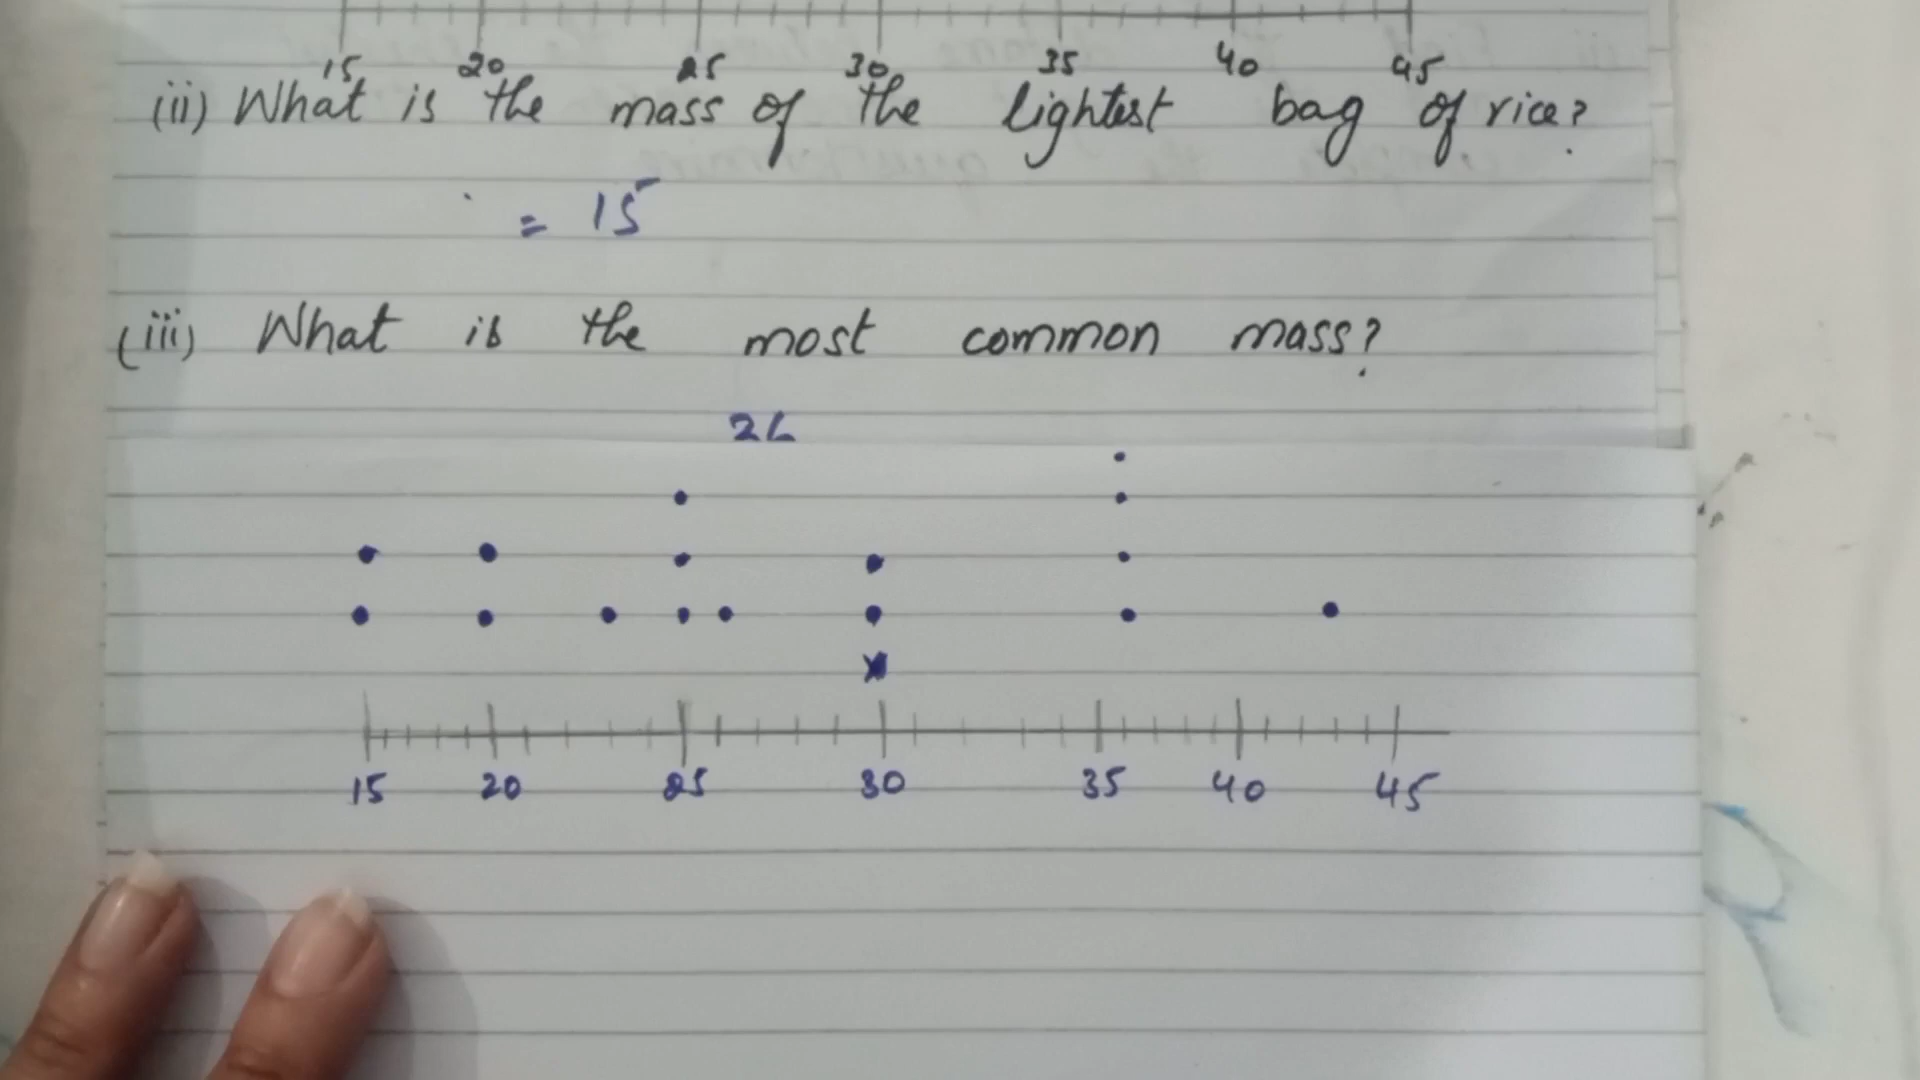 15 20 25 30 35 40 45
(ii) What is the mass of the lightest bag of rice?
= 15
(iii) What is the most common mass?
15 20 25 30 35 40 45